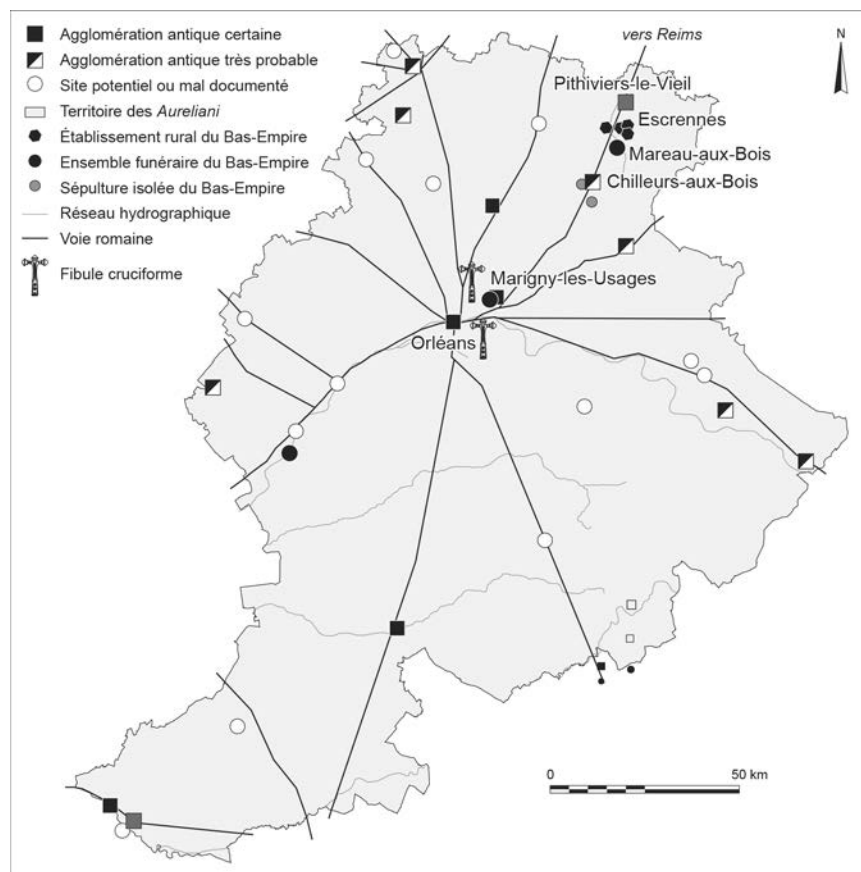 Agglomération antique certaine
Agglomération antique très probable
Site potentiel ou mal documenté
Territoire des Aureliani
Établissement rural du Bas-Empire
Ensemble funéraire du Bas-Empire
Sépulture isolée du Bas-Empire
Réseau hydrographique
Voie romaine
Fibule cruciforme
vers Reims
N
Pithiviers-le-Vieil
Escrennes
Mareau-aux-Bois
Chilleurs-aux-Bois
Marigny-les-Usages
Orléans
0
50 km